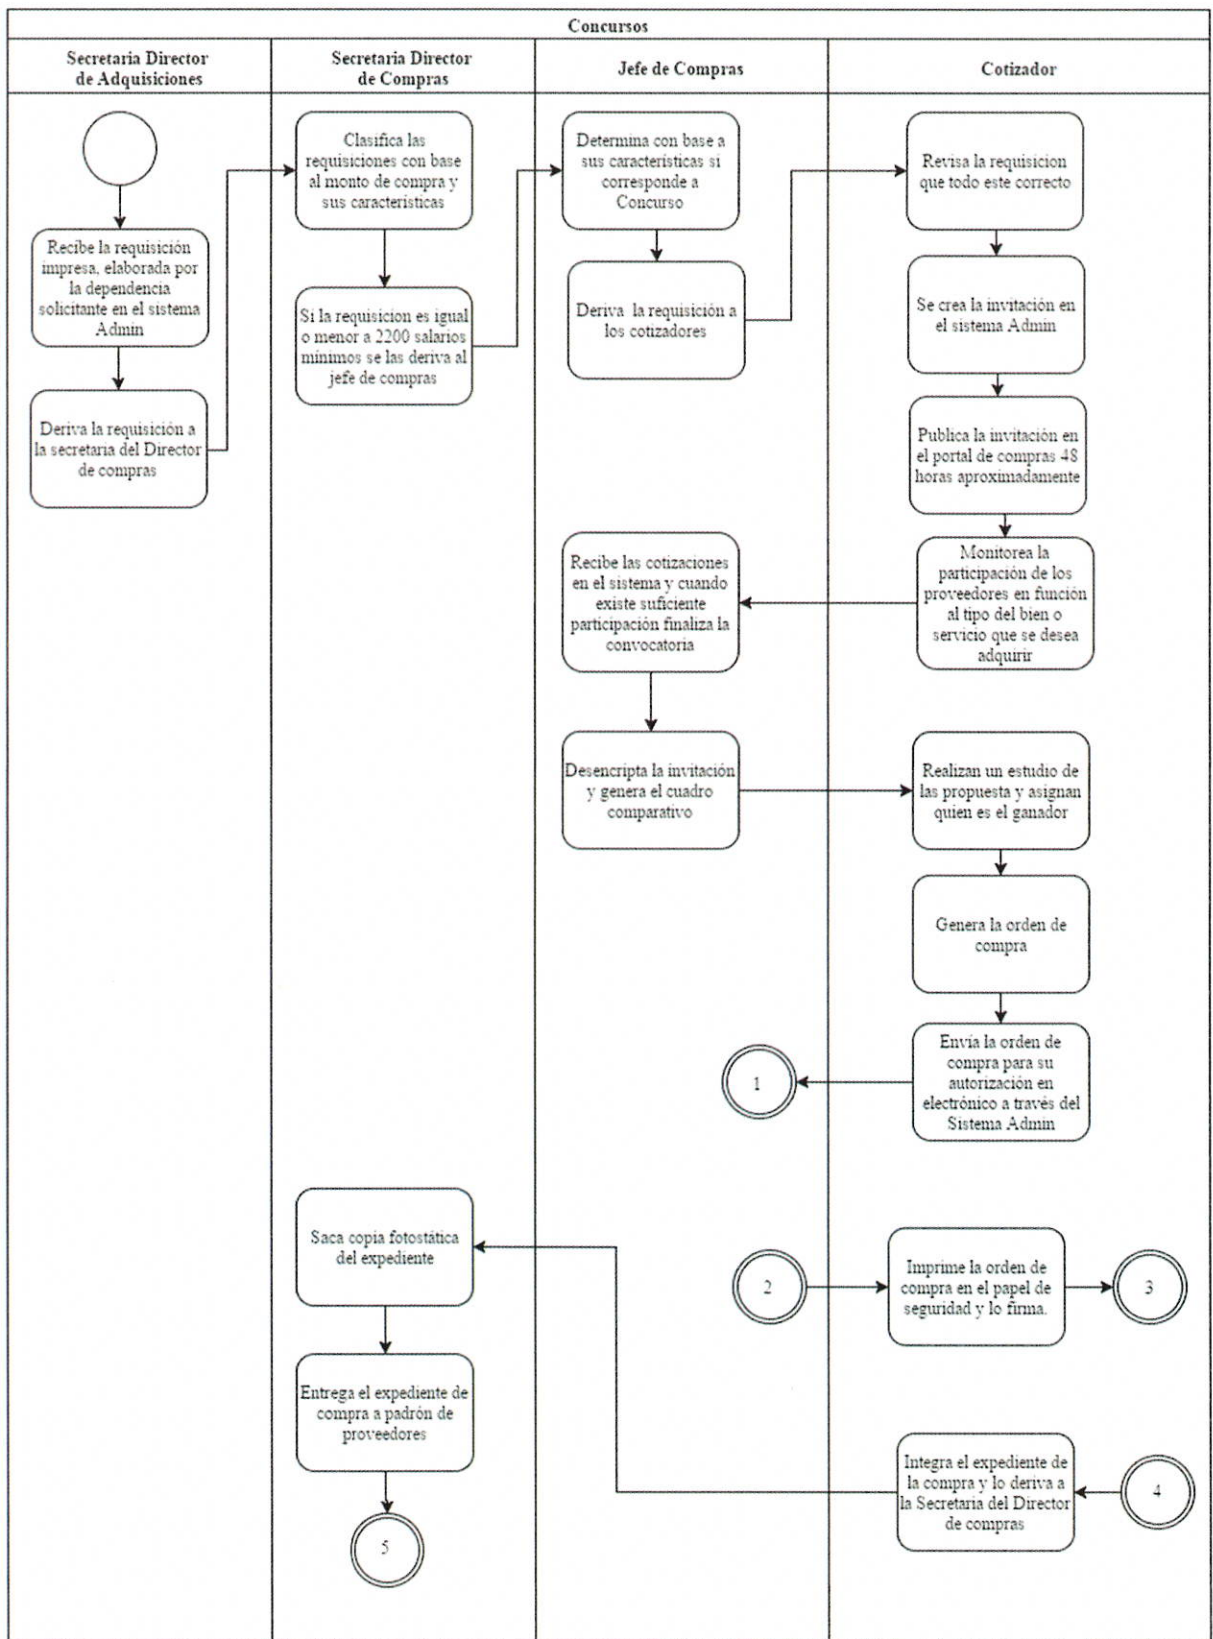 Concursos
Secretaria Director
de Adquisiciones
Secretaria Director
de Compras
Jefe de Compras
Cotizador
Recibe la requisición
impresa, elaborada por
la dependencia
solicitante en el sistema
Admin
Deriva la requisición a
la secretaria del Director
de compras
Clasifica las
requisiciones con base
al monto de compra y
sus características
Si la requisicion es igual
o menor a 2200 salarios
mínimos se las deriva al
jefe de compras
Determina con base a
sus características si
corresponde a
Concurso
Deriva la requisición a
los cotizadores
Revisa la requisicion
que todo este correcto
Se crea la invitación en
el sistema Admin
Publica la invitación en
el portal de compras 48
horas aproximadamente
Monitorea la
participación de los
proveedores en función
al tipo del bien o
servicio que se desea
adquirir
Recibe las cotizaciones
en el sistema y cuando
existe suficiente
participación finaliza la
convocatoria
Desencripta la invitación
y genera el cuadro
comparativo
Realizan un estudio de
las propuesta y asignan
quien es el ganador
Genera la orden de
compra
Envía la orden de
compra para su
autorización en
electrónico a través del
Sistema Admin
1
2
Imprime la orden de
compra en el papel de
seguridad y lo firma.
3
4
Integra el expediente de
la compra y lo deriva a
la Secretaria del Director
de compras
Saca copia fotostática
del expediente
Entrega el expediente de
compra a padrón de
proveedores
5